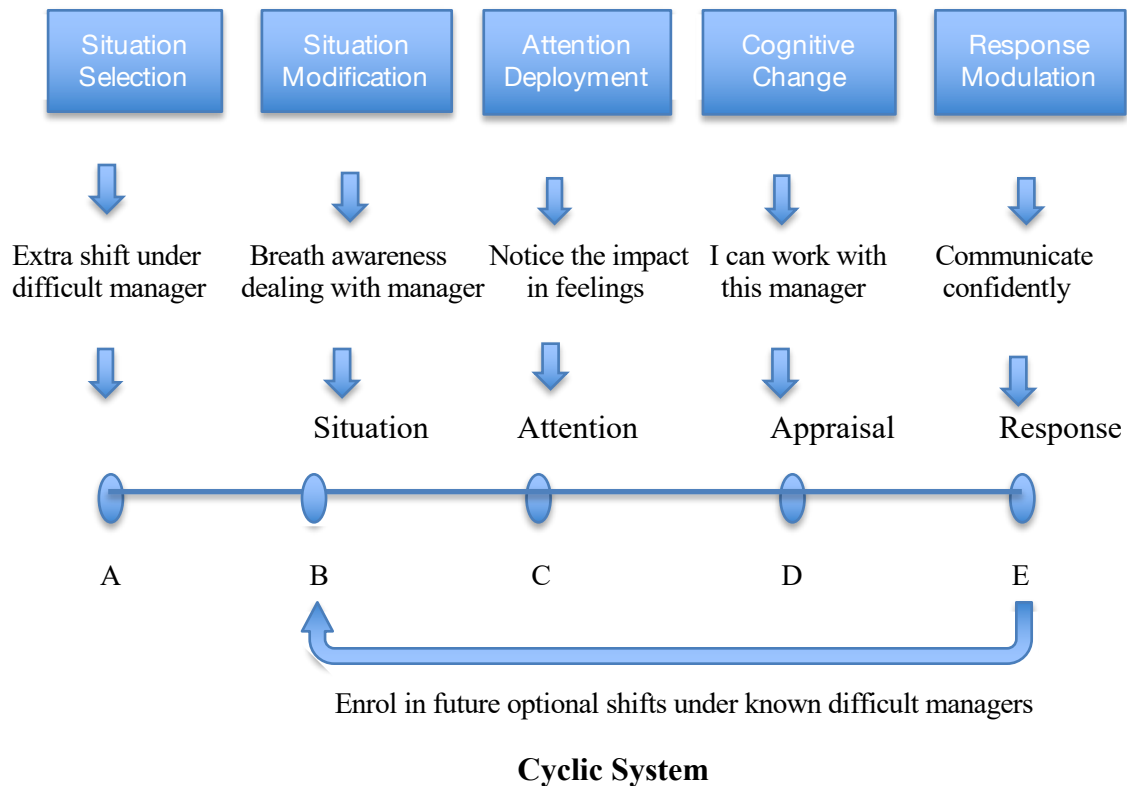 Situation
Selection
Situation
Modification
Attention
Deployment
Cognitive
Change
Response
Modulation
Extra shift under
difficult manager
Breath awareness
dealing with manager
Notice the impact
in feelings
I can work with
this manager
Communicate
confidently
Situation
Attention
Appraisal
Response
A
B
C
D
E
Enrol in future optional shifts under known difficult managers
Cyclic System